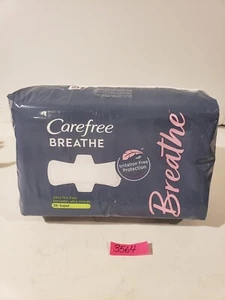 Carefree
BREATHE
Irritation Free
Protection
Breathe
3564